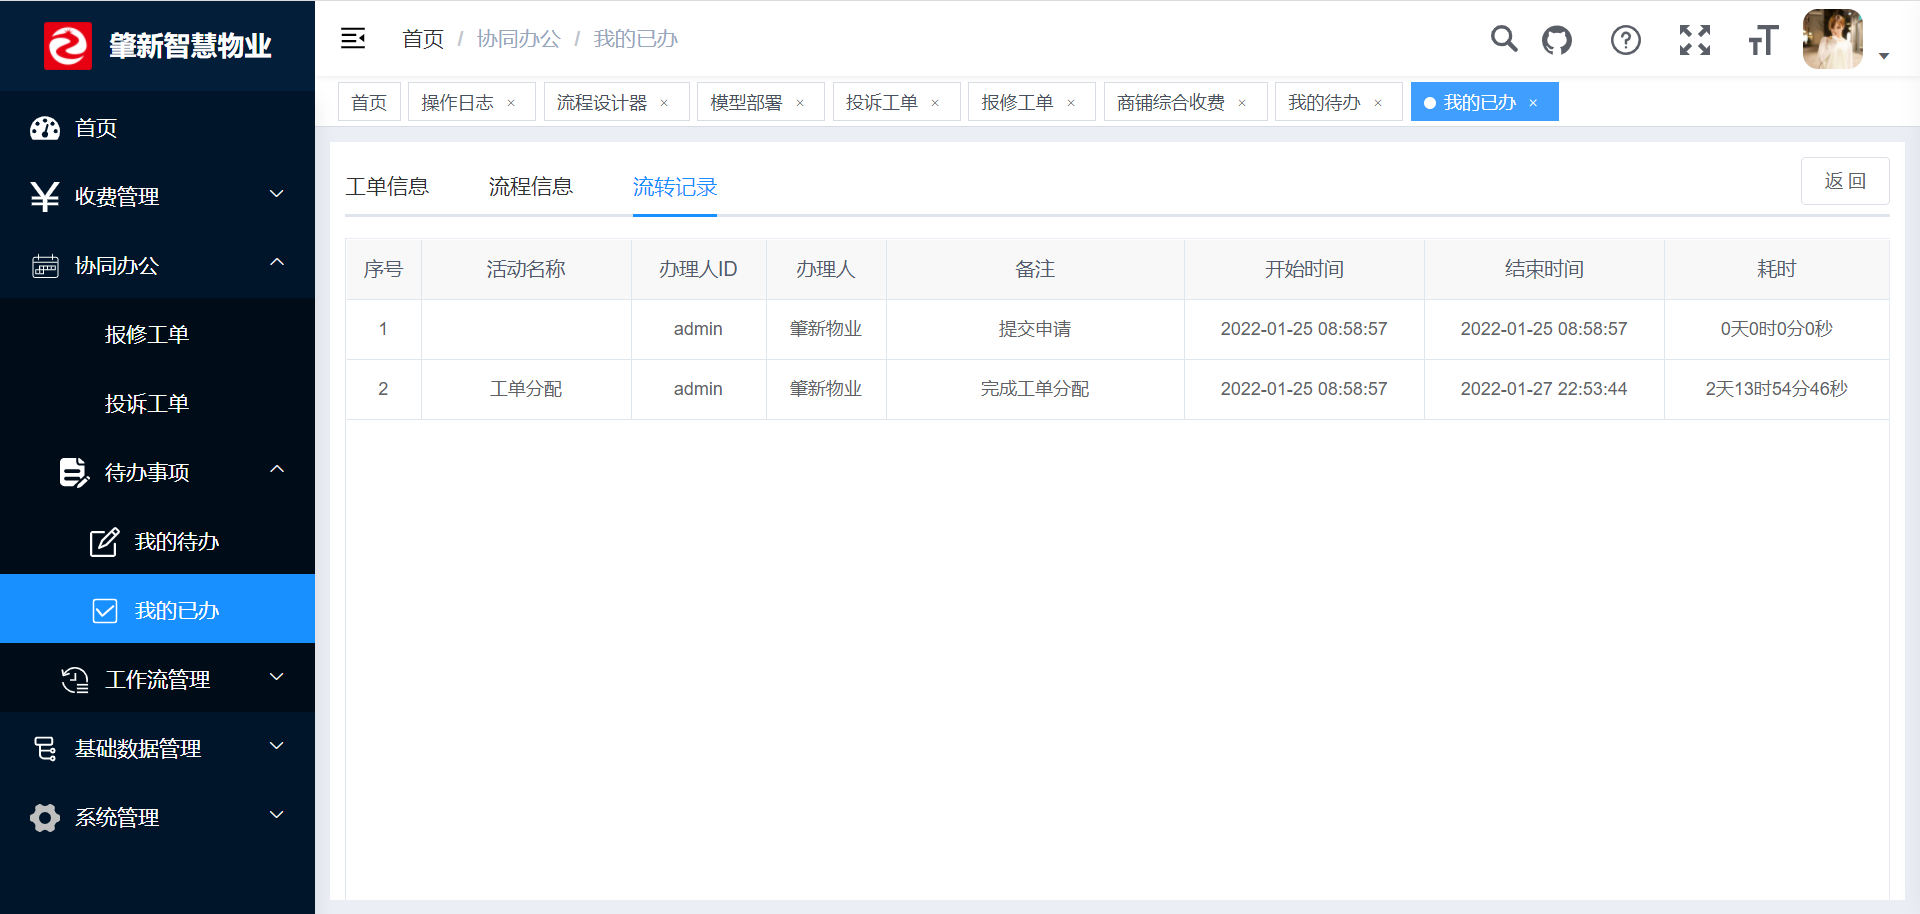 肇新智慧物业
首页 / 协同办公 / 我的已办
首页
操作日志 ×
流程设计器 ×
模型部署 ×
投诉工单 ×
报修工单 ×
商铺综合收费 ×
我的待办 ×
我的已办 ×
首页
收费管理
协同办公
报修工单
投诉工单
待办事项
我的待办
我的已办
工作流管理
基础数据管理
系统管理
工单信息 流程信息 流转记录
返 回
序号 活动名称 办理人ID 办理人 备注 开始时间 结束时间 耗时
1 admin 肇新物业 提交申请 2022-01-25 08:58:57 2022-01-25 08:58:57 0天0时0分0秒
2 工单分配 admin 肇新物业 完成工单分配 2022-01-25 08:58:57 2022-01-27 22:53:44 2天13时54分46秒